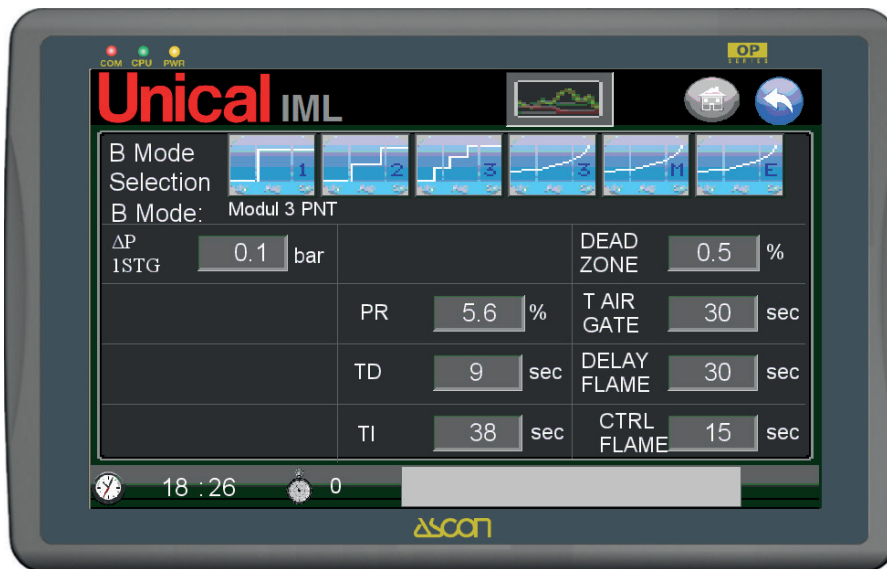 COM CPU PWR
OP
SERIES
Unical IML
B Mode
Selection
1 2 3 3 M E
B Mode: Modul 3 PNT
ΔP
1STG
0.1 bar
DEAD
ZONE
0.5 %
PR 5.6 %
T AIR
GATE
30 sec
TD 9 sec
DELAY
FLAME
30 sec
TI 38 sec
CTRL
FLAME
15 sec
18 : 26 0
ascon